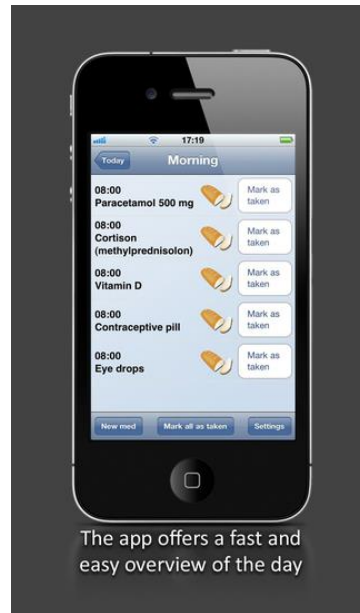 17:19
Today
Morning
08:00
Paracetamol 500 mg
Mark as
taken
08:00
Cortison
(methylprednisolon)
Mark as
taken
08:00
Vitamin D
Mark as
taken
08:00
Contraceptive pill
Mark as
taken
08:00
Eye drops
Mark as
taken
New med
Mark all as taken
Settings
The app offers a fast and
easy overview of the day